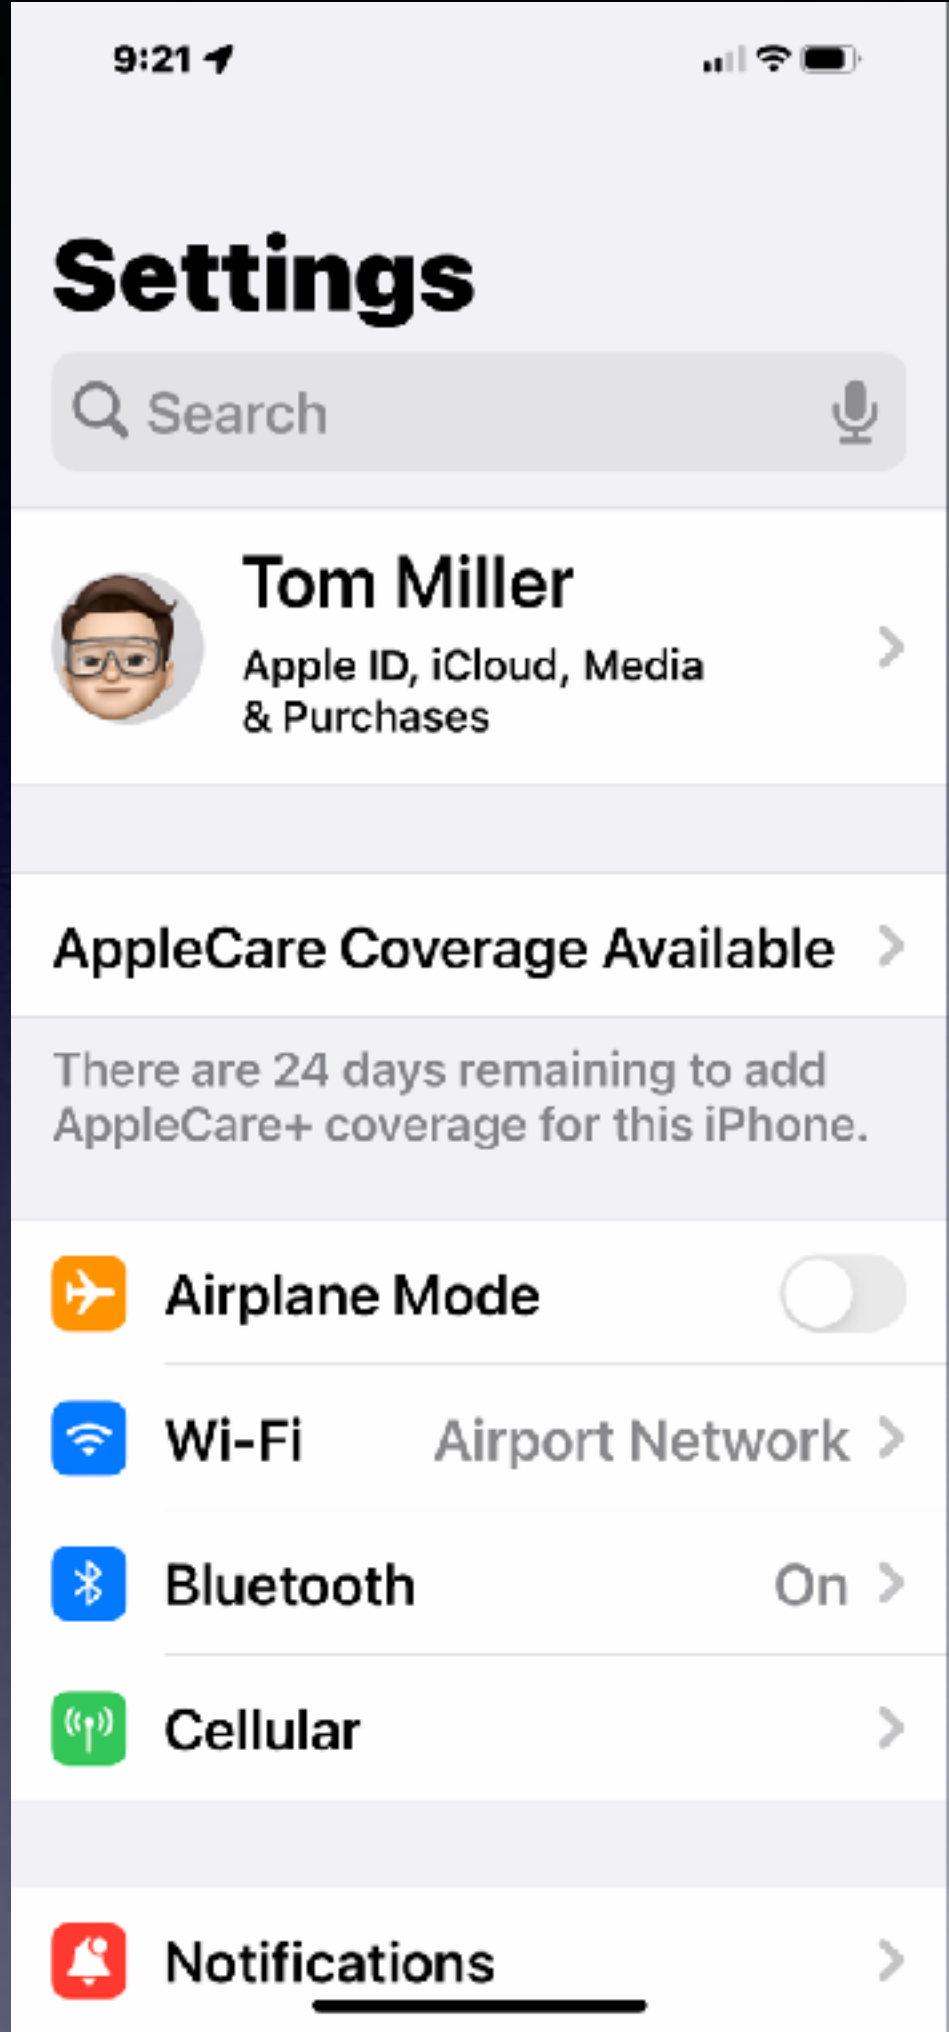 9:21
Settings
Search
Tom Miller
Apple ID, iCloud, Media
& Purchases
AppleCare Coverage Available
There are 24 days remaining to add
AppleCare+ coverage for this iPhone.
Airplane Mode
Wi-Fi Airport Network
Bluetooth On
Cellular
Notifications